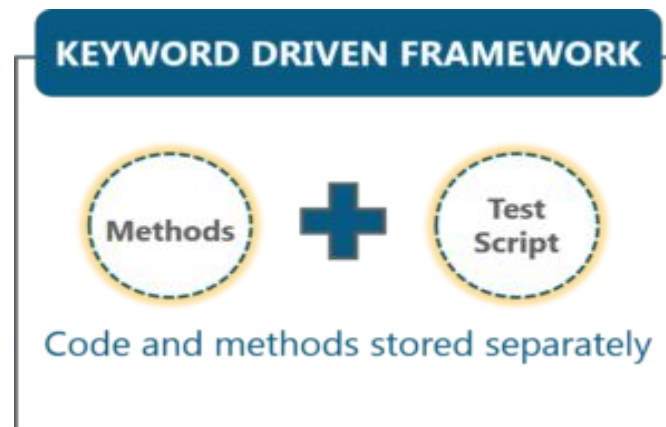 KEYWORD DRIVEN FRAMEWORK
Methods
Test
Script
Code and methods stored separately